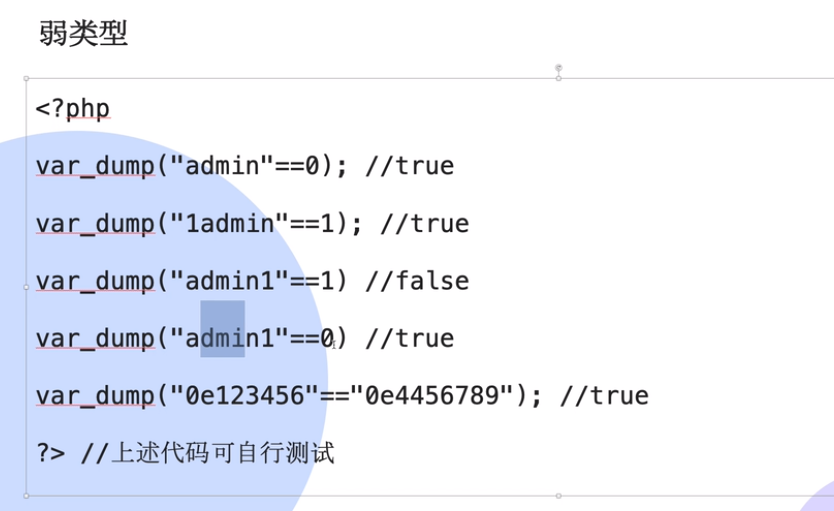 弱类型
<?php
var_dump("admin"==0); //true
var_dump("1admin"==1); //true
var_dump("admin1"==1) //false
var_dump("admin1"==0) //true
var_dump("0e123456"=="0e4456789"); //true
?> //上述代码可自行测试